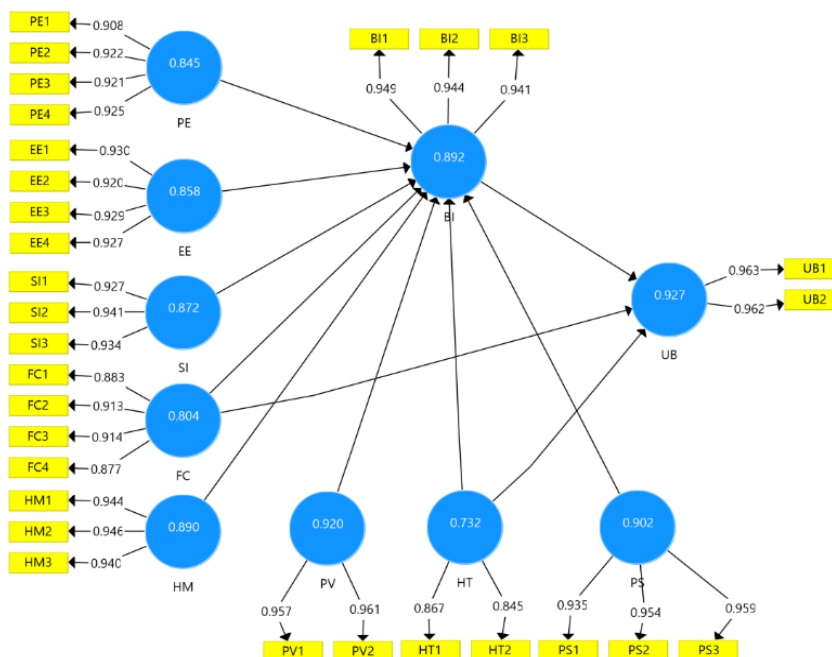 PE1
0.908
PE2
0.922
PE3
0.921
PE4
0.925
0.845
PE
EE1
0.930
EE2
0.920
EE3
0.929
EE4
0.927
0.858
EE
SI1
0.927
SI2
0.941
SI3
0.934
0.872
SI
FC1
0.883
FC2
0.913
FC3
0.914
FC4
0.877
0.804
FC
HM1
0.944
HM2
0.946
HM3
0.940
0.890
HM
BI1
BI2
BI3
0.949
0.944
0.941
0.892
BI
0.927
UB
0.963
UB1
0.962
UB2
0.920
PV
0.957
0.961
PV1
PV2
0.732
HT
0.867
0.845
HT1
HT2
0.902
PS
0.935
0.954
0.959
PS1
PS2
PS3